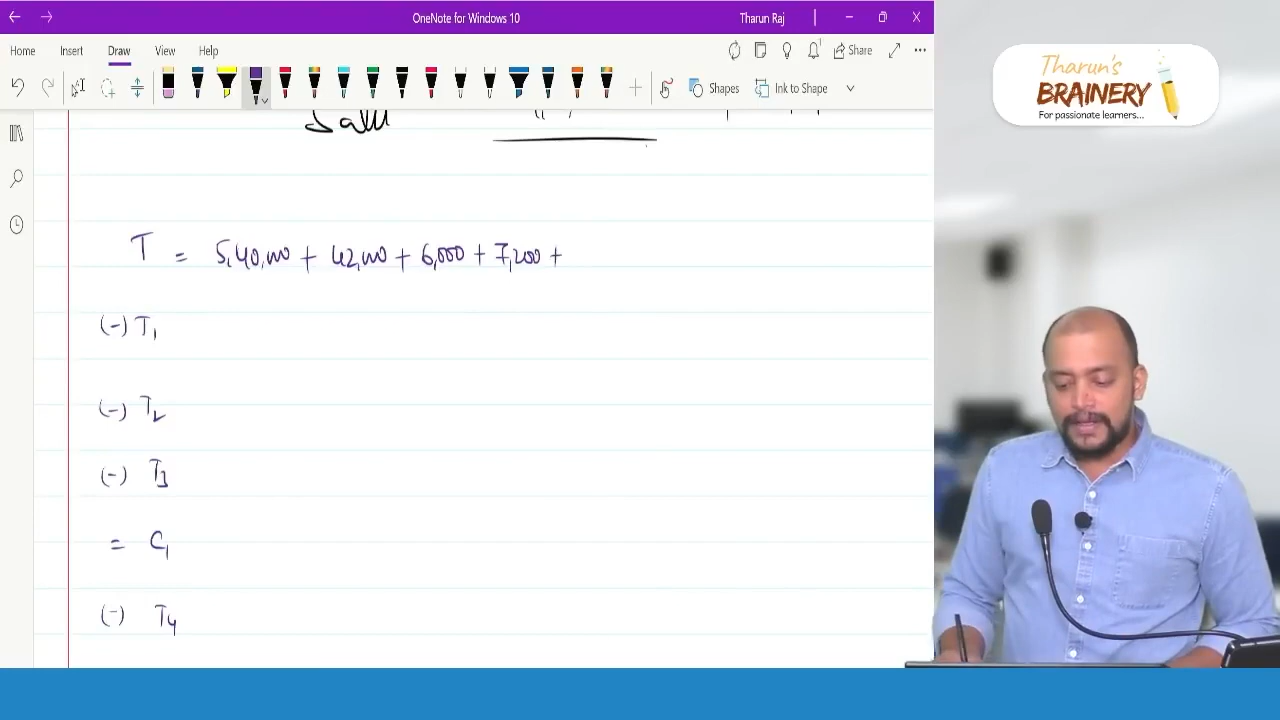 OneNote for Windows 10
Tharun Raj
Home Insert Draw View Help
Share
Shapes
Ink to Shape
Tharun's
BRAINERY
For passionate learners...
T = 5,40,000 + 42,000 + 6,000 + 7,200 +
(-) T1
(-) T2
(-) T3
= C1
(-) T4